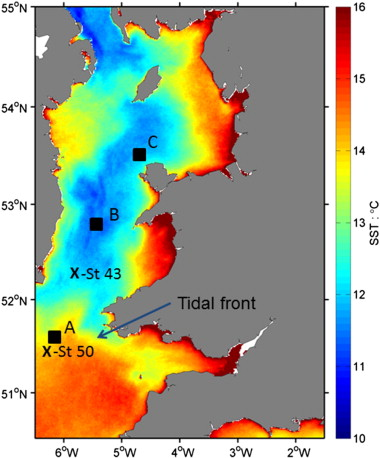 55°N
54°N
53°N
52°N
51°N
6°W
5°W
4°W
3°W
2°W
C
B
X-St 43
Tidal front
A
X-St 50
16
15
14
13
12
11
10
SST : °C